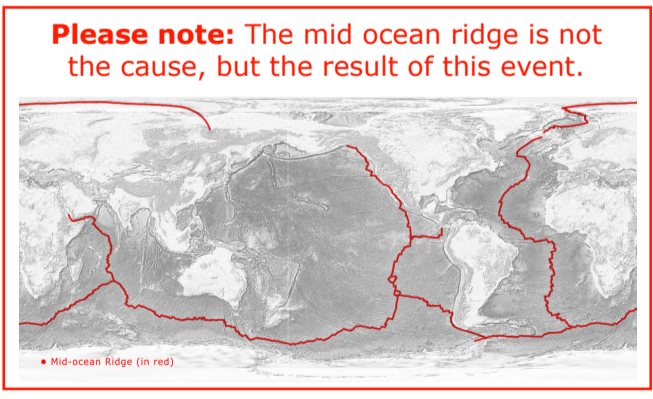 Please note: The mid ocean ridge is not
the cause, but the result of this event.
• Mid-ocean Ridge (in red)